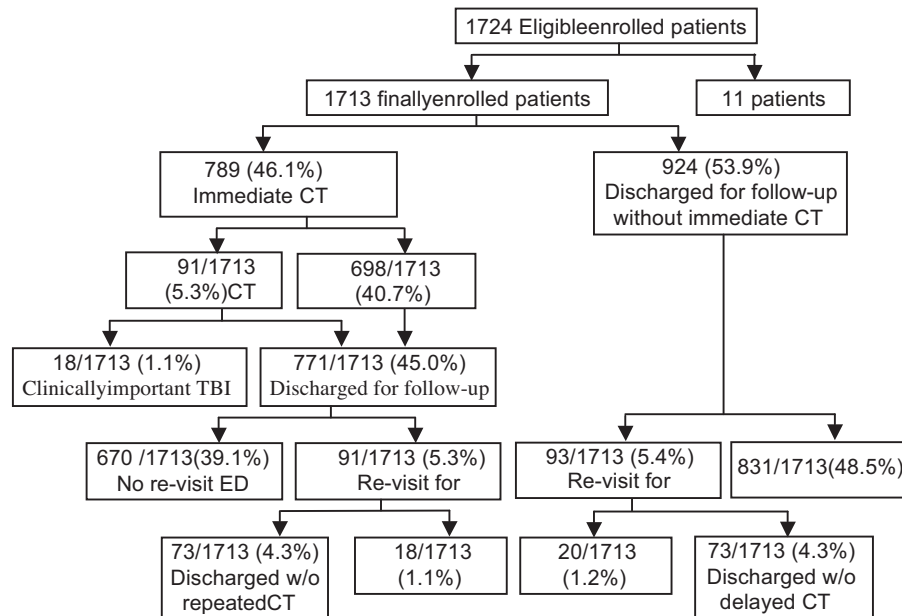 1724 Eligibleenrolled patients
1713 finallyenrolled patients
11 patients
789 (46.1%)
Immediate CT
924 (53.9%)
Discharged for follow-up
without immediate CT
91/1713
(5.3%)CT
698/1713
(40.7%)
18/1713 (1.1%)
Clinicallyimportant TBI
771/1713 (45.0%)
Discharged for follow-up
670 /1713(39.1%)
No re-visit ED
91/1713 (5.3%)
Re-visit for
93/1713 (5.4%)
Re-visit for
831/1713(48.5%)
73/1713 (4.3%)
Discharged w/o
repeatedCT
18/1713
(1.1%)
20/1713
(1.2%)
73/1713 (4.3%)
Discharged w/o
delayed CT